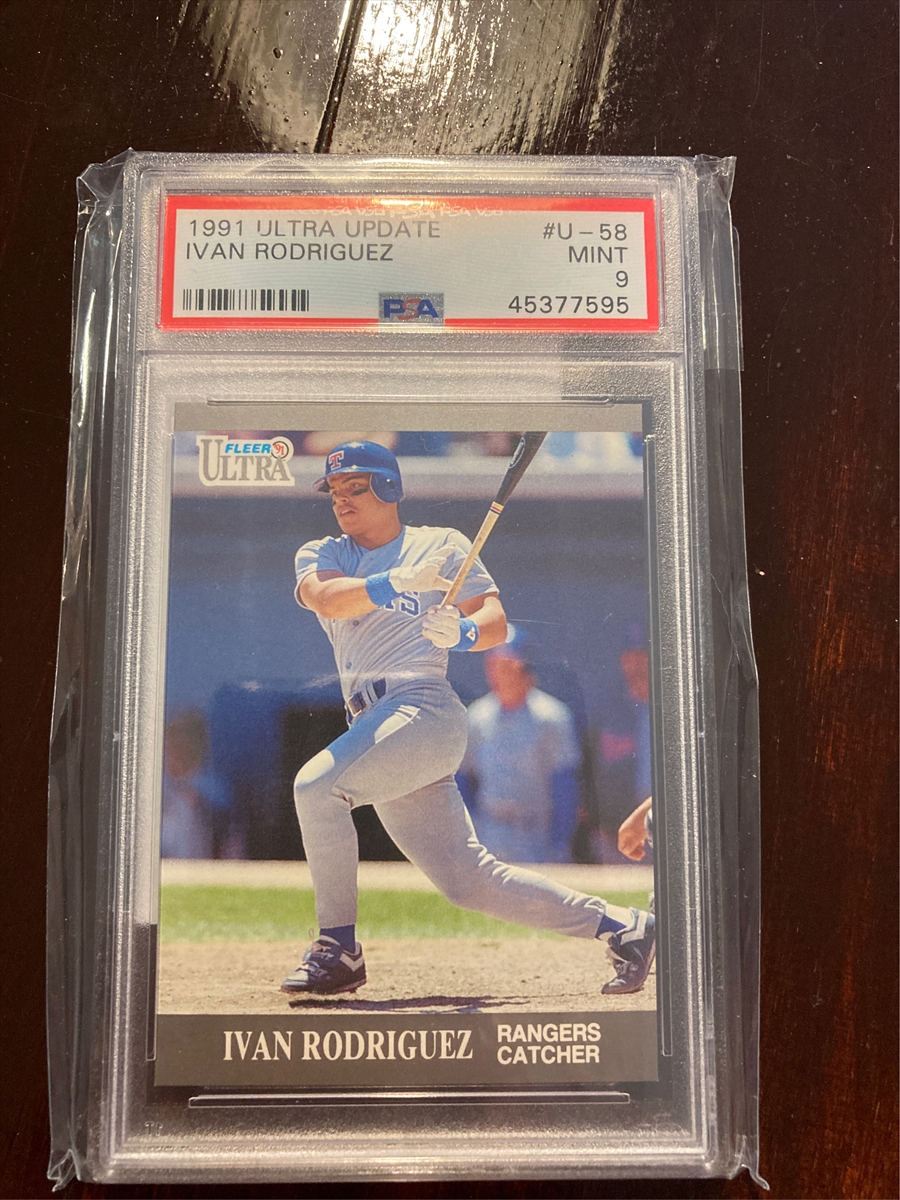 1991 ULTRA UPDATE #U-58
IVAN RODRIGUEZ MINT
9
PSA 45377595
FLEER '91
ULTRA
T
IVAN RODRIGUEZ
RANGERS
CATCHER